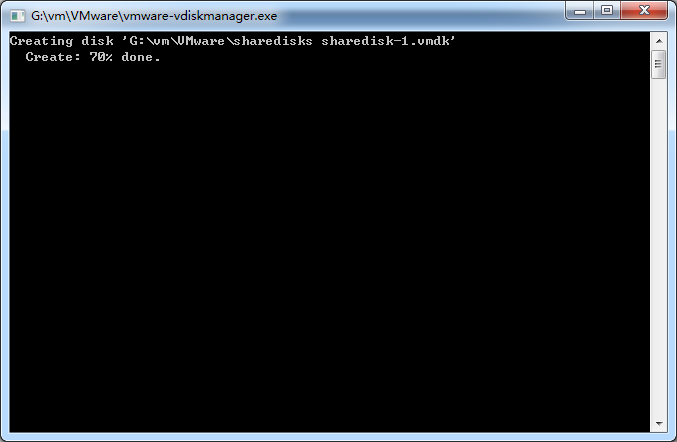 G:\vm\VMware\vmware-vdiskmanager.exe
Creating disk 'G:\vm\VMware\sharedisks sharedisk-1.vmdk'
  Create: 70% done.